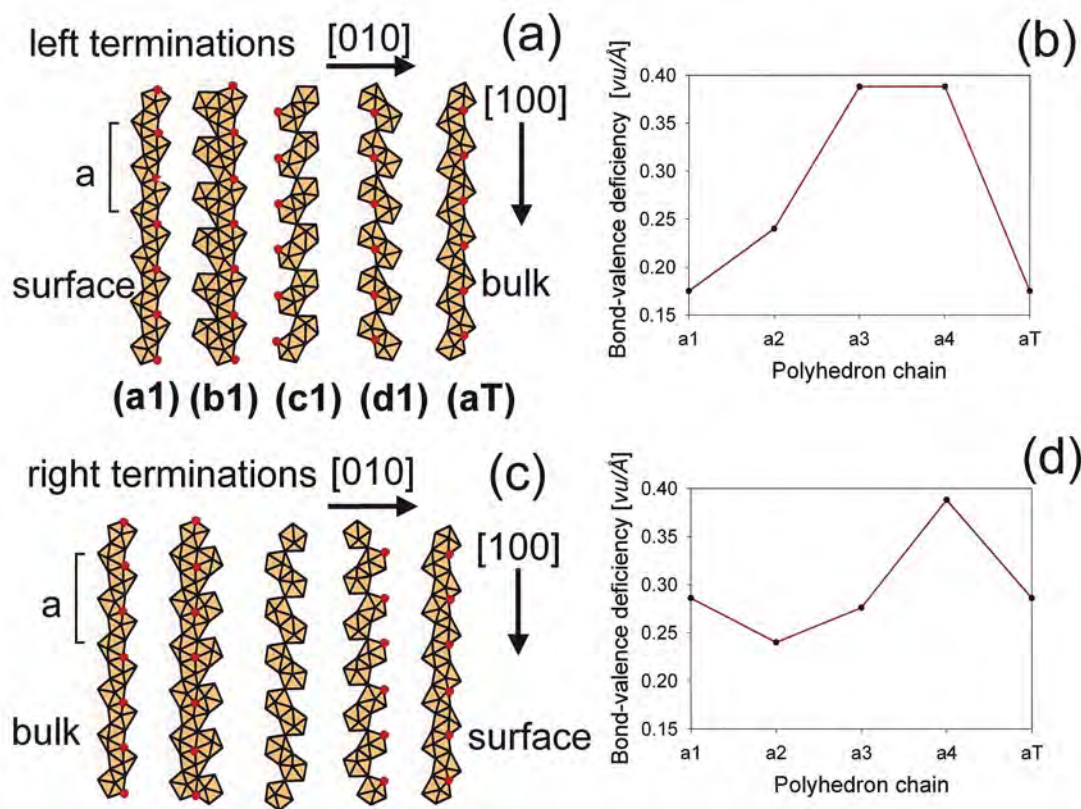 left terminations [010] (a)
[100]
a
surface bulk
(a1) (b1) (c1) (d1) (aT)
(b)
Bond-valence deficiency [vu/Å]
0.40
0.35
0.30
0.25
0.20
0.15
a1 a2 a3 a4 aT
Polyhedron chain
right terminations [010] (c)
[100]
a
bulk surface
(d)
Bond-valence deficiency [vu/Å]
0.40
0.35
0.30
0.25
0.20
0.15
a1 a2 a3 a4 aT
Polyhedron chain